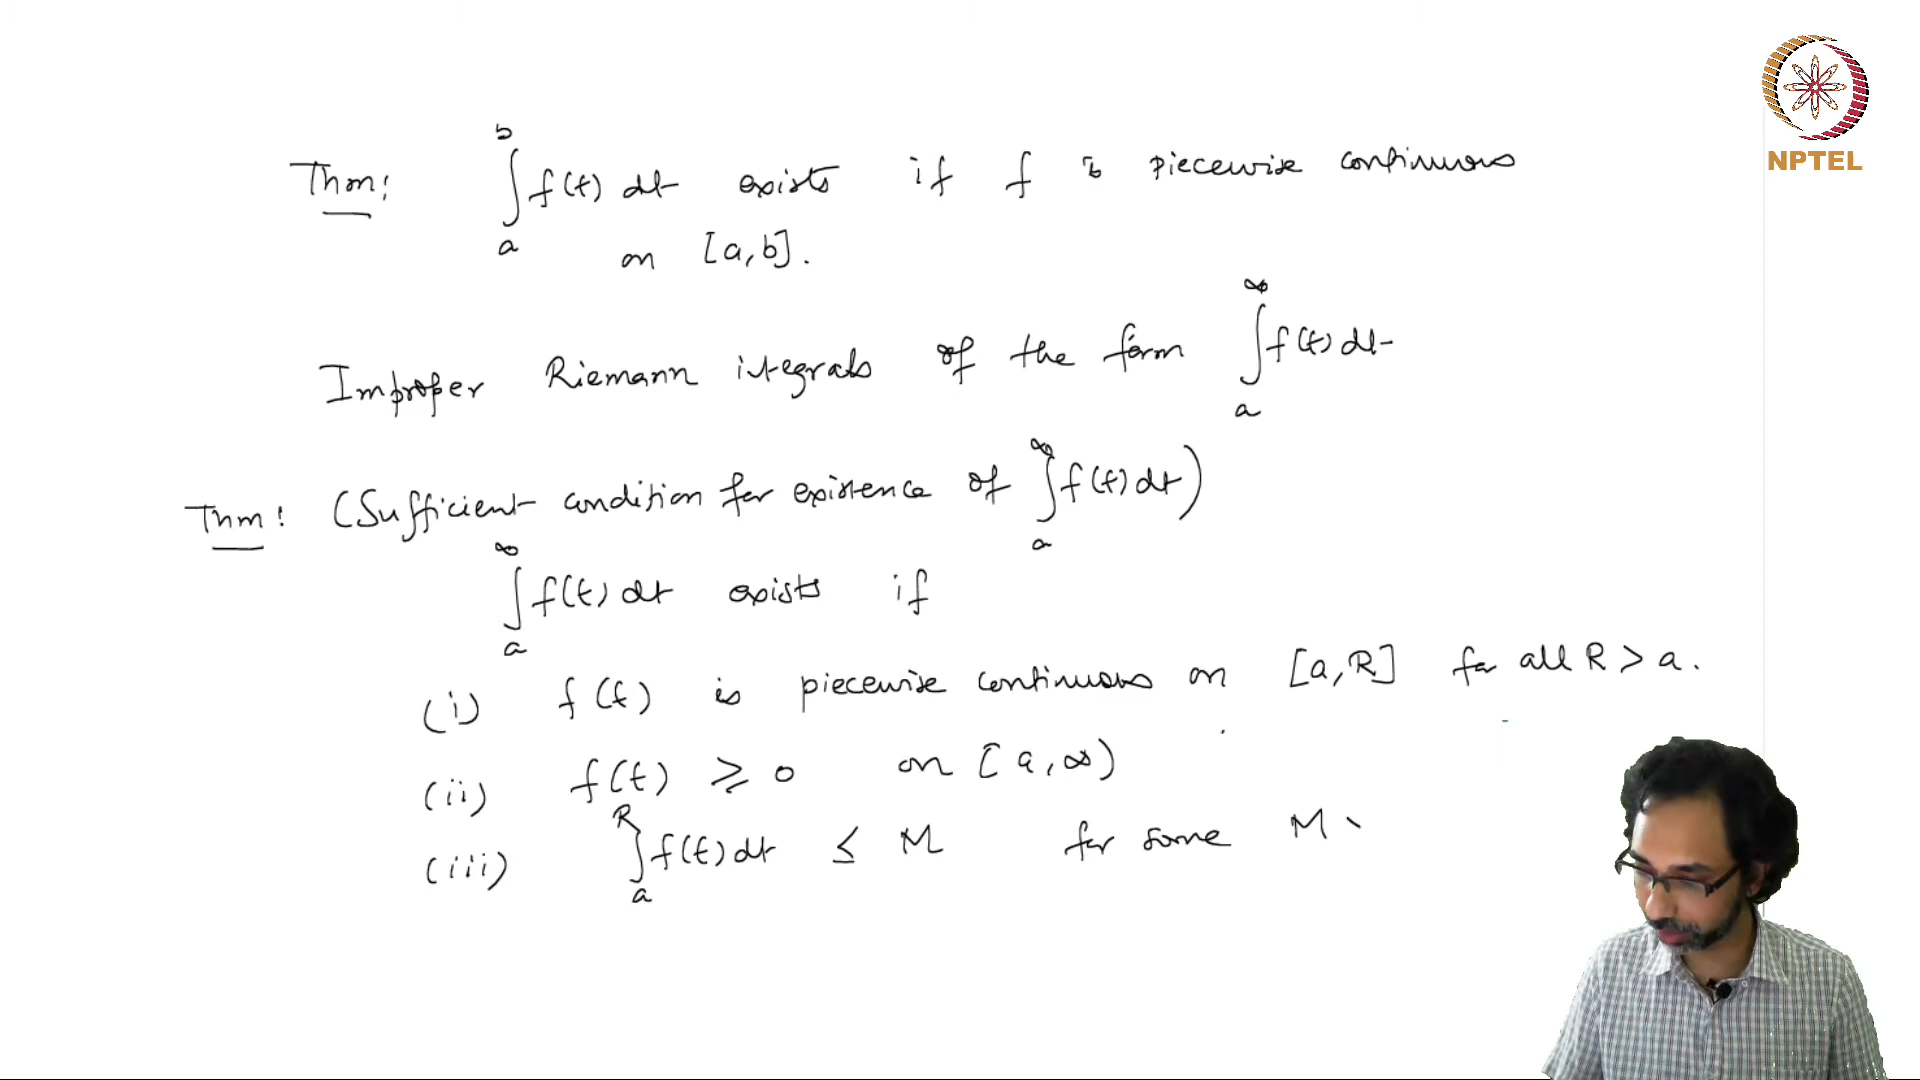 NPTEL
Thm: ∫_a^b f(t) dt exists if f is piecewise continuous
on [a,b].
Improper Riemann integrals of the form ∫_a^∞ f(t) dt
Thm: (Sufficient condition for existence of ∫_a^∞ f(t) dt)
∫_a^∞ f(t) dt exists if
(i) f(t) is piecewise continuous on [a,R] for all R > a.
(ii) f(t) ≥ 0 on [a,∞)
(iii) ∫_a^R f(t) dt ≤ M for some M